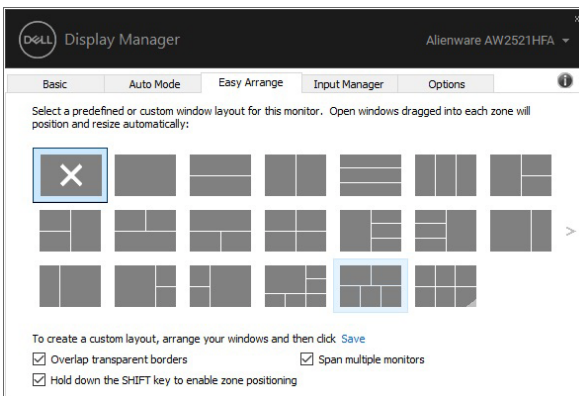 DELL Display Manager
Alienware AW2521HFA
Basic Auto Mode Easy Arrange Input Manager Options
Select a predefined or custom window layout for this monitor. Open windows dragged into each zone will
position and resize automatically:
To create a custom layout, arrange your windows and then click Save
Overlap transparent borders
Span multiple monitors
Hold down the SHIFT key to enable zone positioning